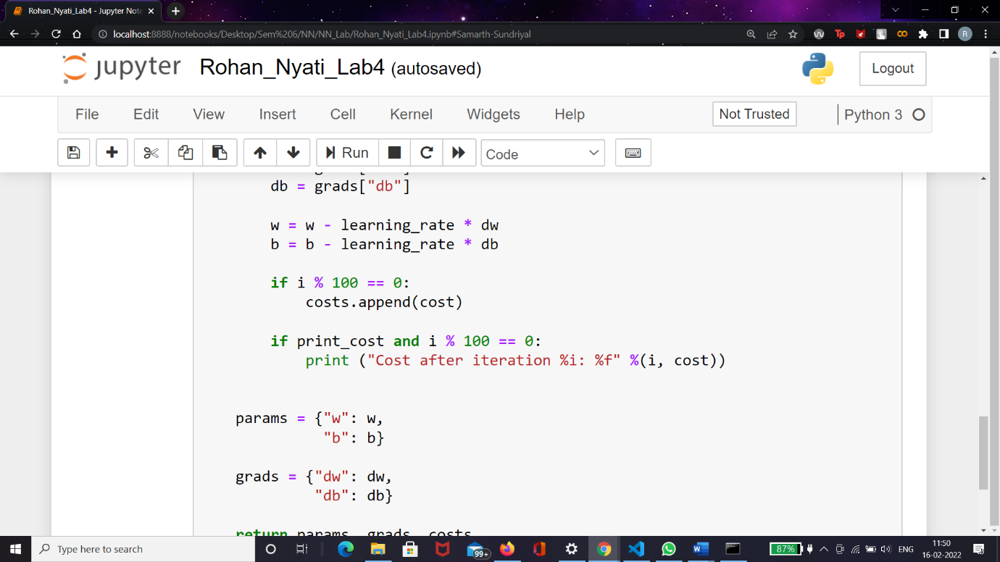 Rohan_Nyati_Lab4 - Jupyter Note
localhost:8888/notebooks/Desktop/Sem%206/NN/NN_Lab/Rohan_Nyati_Lab4.ipynb#Samarth-Sundriyal
Tp
R
jupyter Rohan_Nyati_Lab4 (autosaved)
Logout
File Edit View Insert Cell Kernel Widgets Help Not Trusted Python 3
Run Code
db = grads["db"]
w = w - learning_rate * dw
b = b - learning_rate * db
if i % 100 == 0:
costs.append(cost)
if print_cost and i % 100 == 0:
print ("Cost after iteration %i: %f" %(i, cost))
params = {"w": w,
"b": b}
grads = {"dw": dw,
"db": db}
return params, grads, costs
Type here to search
99+
87%
ENG
11:50
16-02-2022